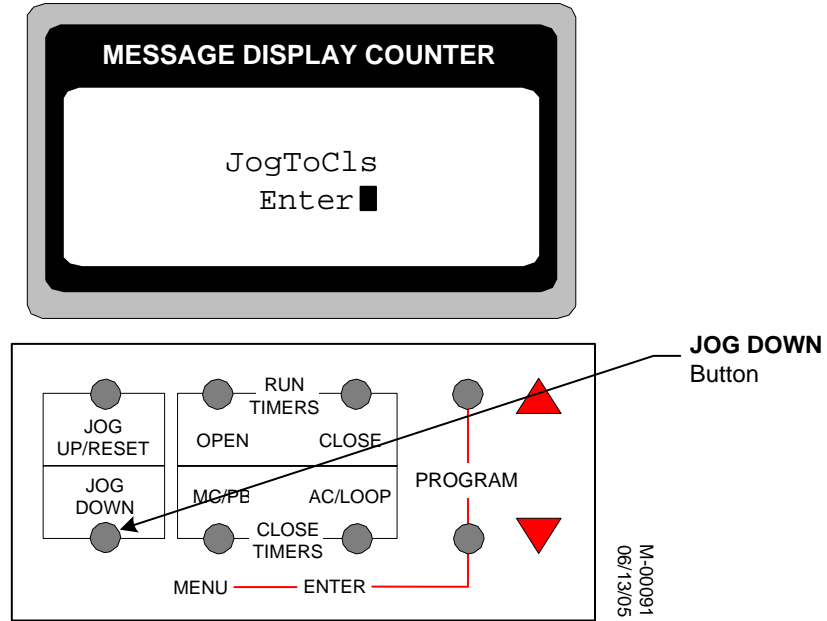 MESSAGE DISPLAY COUNTER
JogToCls
Enter
JOG DOWN
Button
RUN
TIMERS
JOG
UP/RESET
OPEN
CLOSE
JOG
DOWN
MC/PB
AC/LOOP
PROGRAM
CLOSE
TIMERS
MENU
ENTER
M-00091
06/13/05